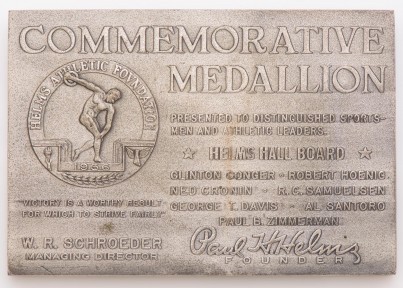 COMMEMORATIVE
MEDALLION
HELMS ATHLETIC FOUNDATION
1936
PRESENTED TO DISTINGUISHED SPORTS-
MEN AND ATHLETIC LEADERS.
★ HELMS HALL BOARD ★
CLINTON CONGER - ROBERT HOENIG
NED CRONIN - R.C. SAMUELSEN
GEORGE T. DAVIS - AL SANTORO
PAUL B. ZIMMERMAN
"VICTORY IS A WORTHY RESULT
FOR WHICH TO STRIVE FAIRLY"
W. R. SCHROEDER
MANAGING DIRECTOR
Paul H. Helms
FOUNDER